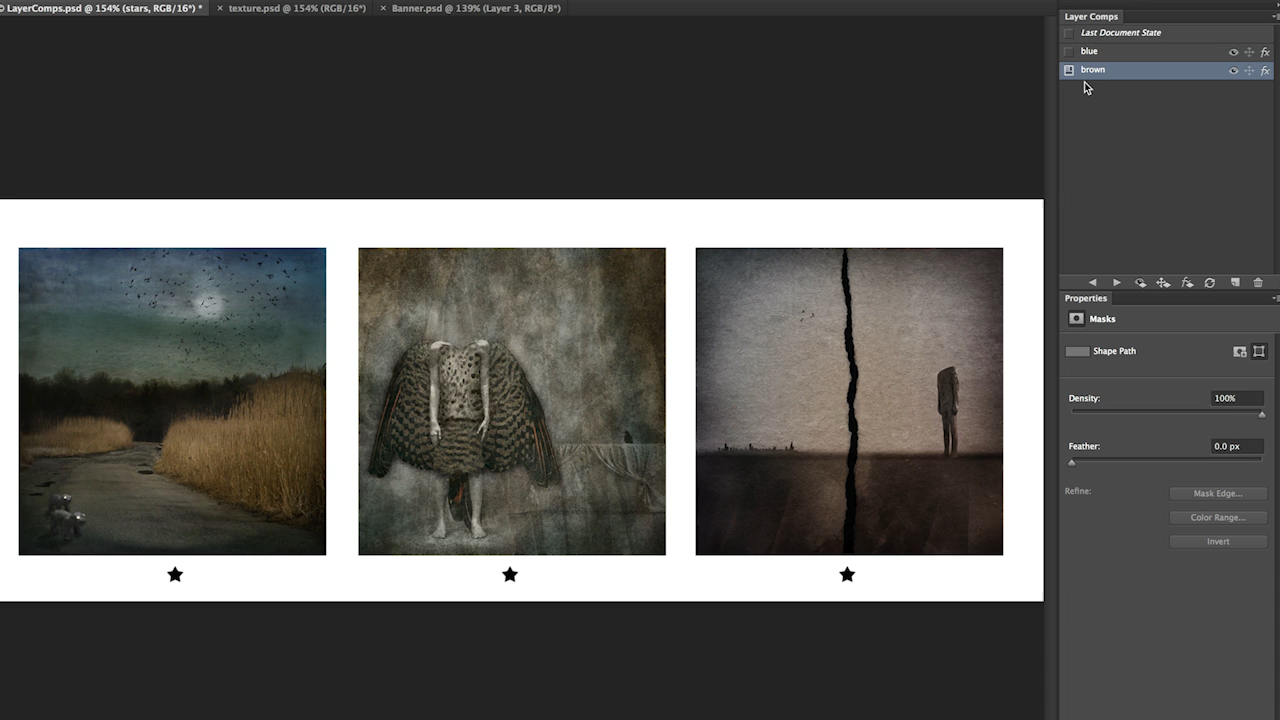 LayerComps.psd @ 154% (stars, RGB/16*) *
texture.psd @ 154% (RGB/16*)
Banner.psd @ 139% (Layer 3, RGB/8*)
Layer Comps
Last Document State
blue
fx
brown
fx
Properties
Masks
Shape Path
Density:
100%
Feather:
0.0 px
Refine:
Mask Edge...
Color Range...
Invert